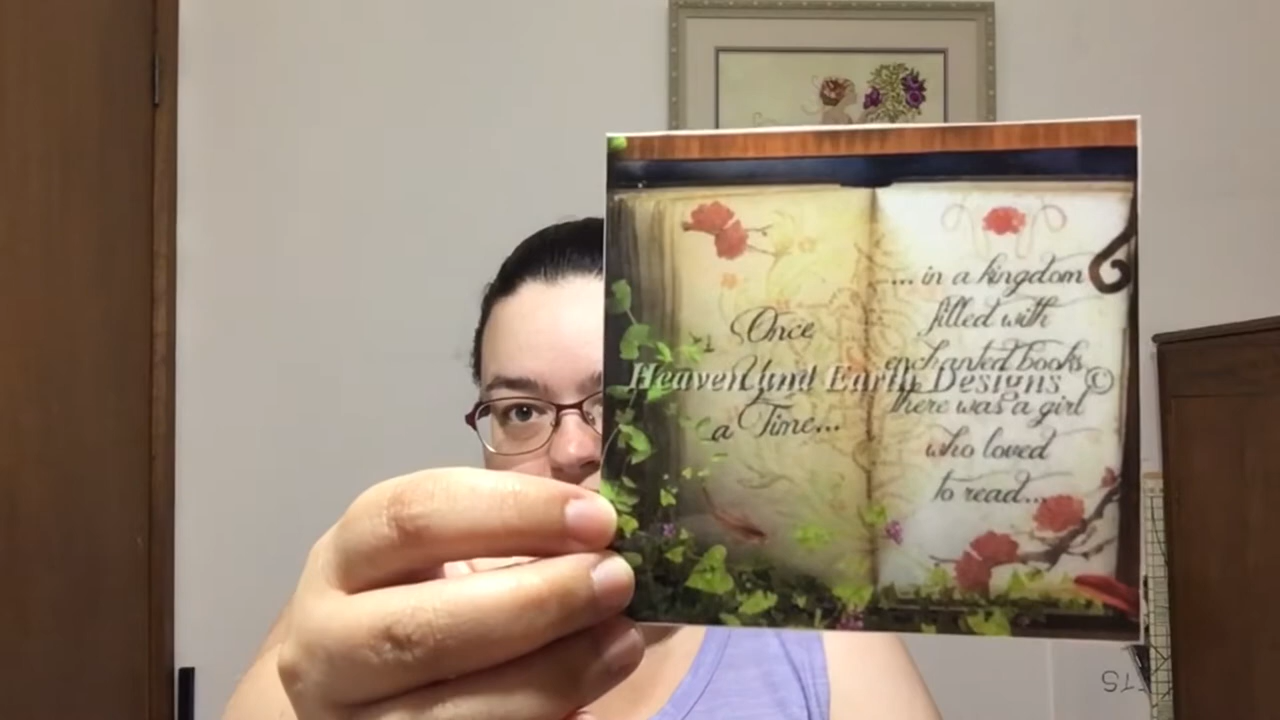 Once
Upon
a Time...
... in a kingdom
filled with
enchanted books
there was a girl
who loved
to read...
Heaven and Earth Designs ©